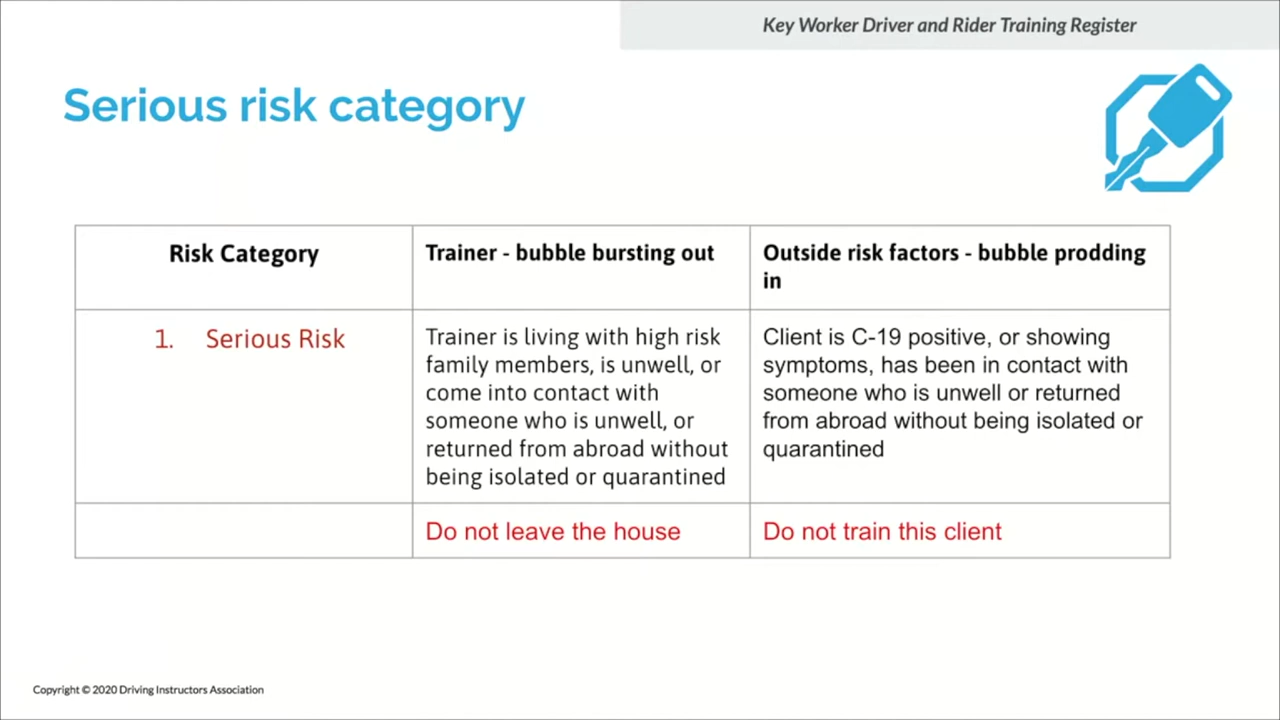 Key Worker Driver and Rider Training Register
Serious risk category
Risk Category
Trainer - bubble bursting out
Outside risk factors - bubble prodding
in
1. Serious Risk
Trainer is living with high risk
family members, is unwell, or
come into contact with
someone who is unwell, or
returned from abroad without
being isolated or quarantined
Client is C-19 positive, or showing
symptoms, has been in contact with
someone who is unwell or returned
from abroad without being isolated or
quarantined
Do not leave the house
Do not train this client
Copyright © 2020 Driving Instructors Association